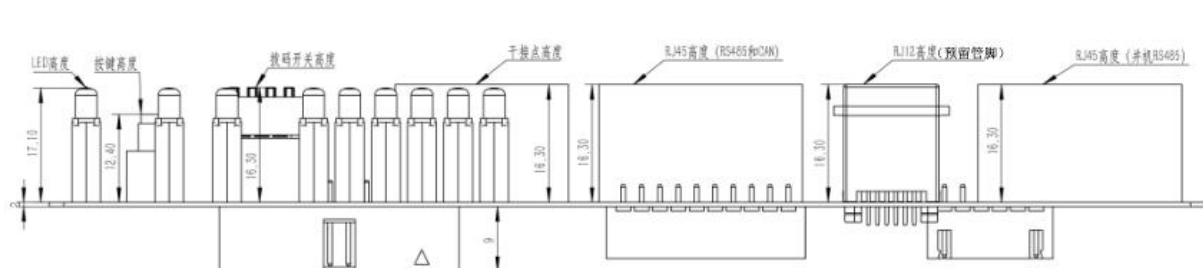 LED高度
按键高度
拨码开关高度
干接点高度
RJ45高度 (RS485和CAN)
RJ12高度(预留管脚)
RJ45高度 (并机RS485)
17.10
12.40
16.30
16.30
16.30
16.30
16.30
2
9